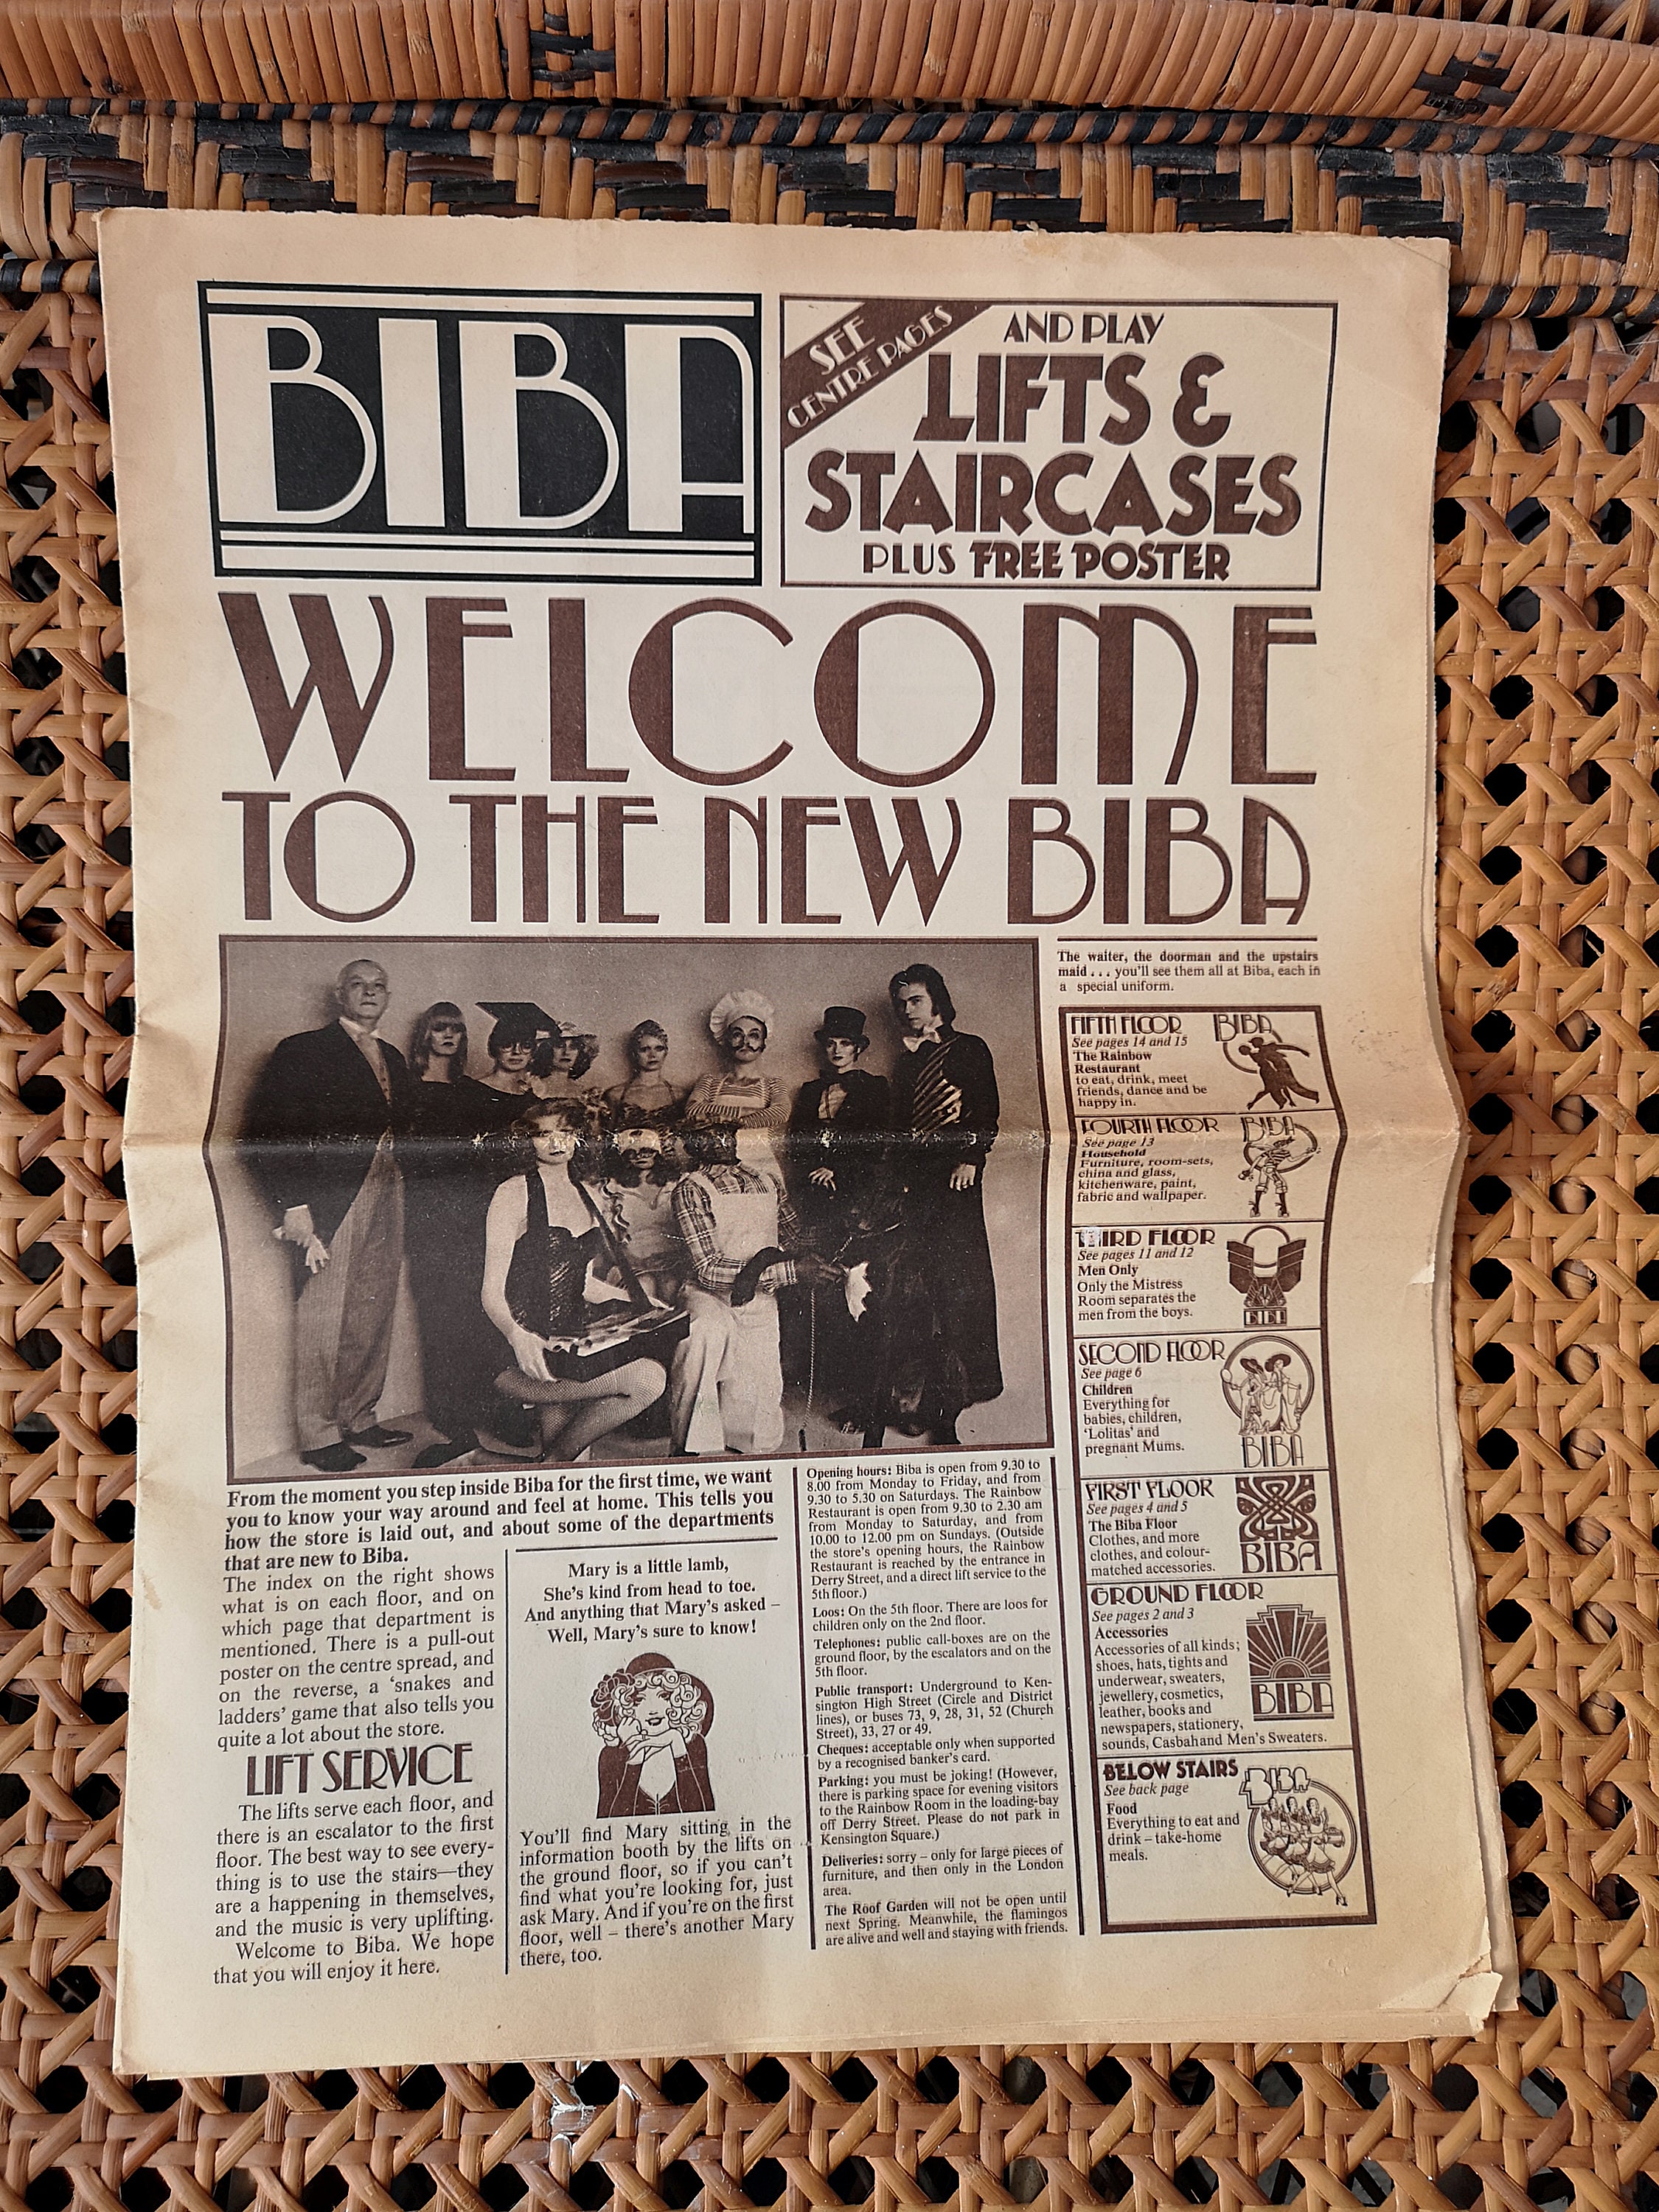 BIBA
SEE
CENTRE PAGES
AND PLAY
LIFTS &
STAIRCASES
PLUS FREE POSTER
WELCOME
TO THE NEW BIBA
The waiter, the doorman and the upstairs
maid . . . you'll see them all at Biba, each in
a special uniform.
From the moment you step inside Biba for the first time, we want
you to know your way around and feel at home. This tells you
how the store is laid out, and about some of the departments
that are new to Biba.
The index on the right shows
what is on each floor, and on
which page that department is
mentioned. There is a pull-out
poster on the centre spread, and
on the reverse, a 'snakes and
ladders' game that also tells you
quite a lot about the store.
LIFT SERVICE
The lifts serve each floor, and
there is an escalator to the first
floor. The best way to see every-
thing is to use the stairs—they
are a happening in themselves,
and the music is very uplifting.
Welcome to Biba. We hope
that you will enjoy it here.
Mary is a little lamb,
She's kind from head to toe.
And anything that Mary's asked –
Well, Mary's sure to know!
You'll find Mary sitting in the
information booth by the lifts on
the ground floor, so if you can't
find what you're looking for, just
ask Mary. And if you're on the first
floor, well – there's another Mary
there, too.
Opening hours: Biba is open from 9.30 to
8.00 from Monday to Friday, and from
9.30 to 5.30 on Saturdays. The Rainbow
Restaurant is open from 9.30 to 2.30 am
from Monday to Saturday, and from
10.00 to 12.00 pm on Sundays. (Outside
the store's opening hours, the Rainbow
Restaurant is reached by the entrance in
Derry Street, and a direct lift service to the
5th floor.)
Loos: On the 5th floor. There are loos for
children only on the 2nd floor.
Telephones: public call-boxes are on the
ground floor, by the escalators and on the
5th floor.
Public transport: Underground to Ken-
sington High Street (Circle and District
lines), or buses 73, 9, 28, 31, 52 (Church
Street), 33, 27 or 49.
Cheques: acceptable only when supported
by a recognised banker's card.
Parking: you must be joking! (However,
there is parking space for evening visitors
to the Rainbow Room in the loading-bay
off Derry Street. Please do not park in
Kensington Square.)
Deliveries: sorry – only for large pieces of
furniture, and then only in the London
area.
The Roof Garden will not be open until
next Spring. Meanwhile, the flamingos
are alive and well and staying with friends.
FIFTH FLOOR
See pages 14 and 15
The Rainbow
Restaurant
to eat, drink, meet
friends, dance and be
happy in.
BIBA
FOURTH FLOOR
See page 13
Household
Furniture, room-sets,
china and glass,
kitchenware, paint,
fabric and wallpaper.
BIBA
THIRD FLOOR
See pages 11 and 12
Men Only
Only the Mistress
Room separates the
men from the boys.
BIBA
SECOND FLOOR
See page 6
Children
Everything for
babies, children,
'Lolitas' and
pregnant Mums.
BIBA
FIRST FLOOR
See pages 4 and 5
The Biba Floor
Clothes, and more
clothes, and colour-
matched accessories.
BIBA
GROUND FLOOR
See pages 2 and 3
Accessories
Accessories of all kinds;
shoes, hats, tights and
underwear, sweaters,
jewellery, cosmetics,
leather, books and
newspapers, stationery,
sounds, Casbahand Men's Sweaters.
BIBA
BELOW STAIRS
See back page
Food
Everything to eat and
drink – take-home
meals.
BIBA